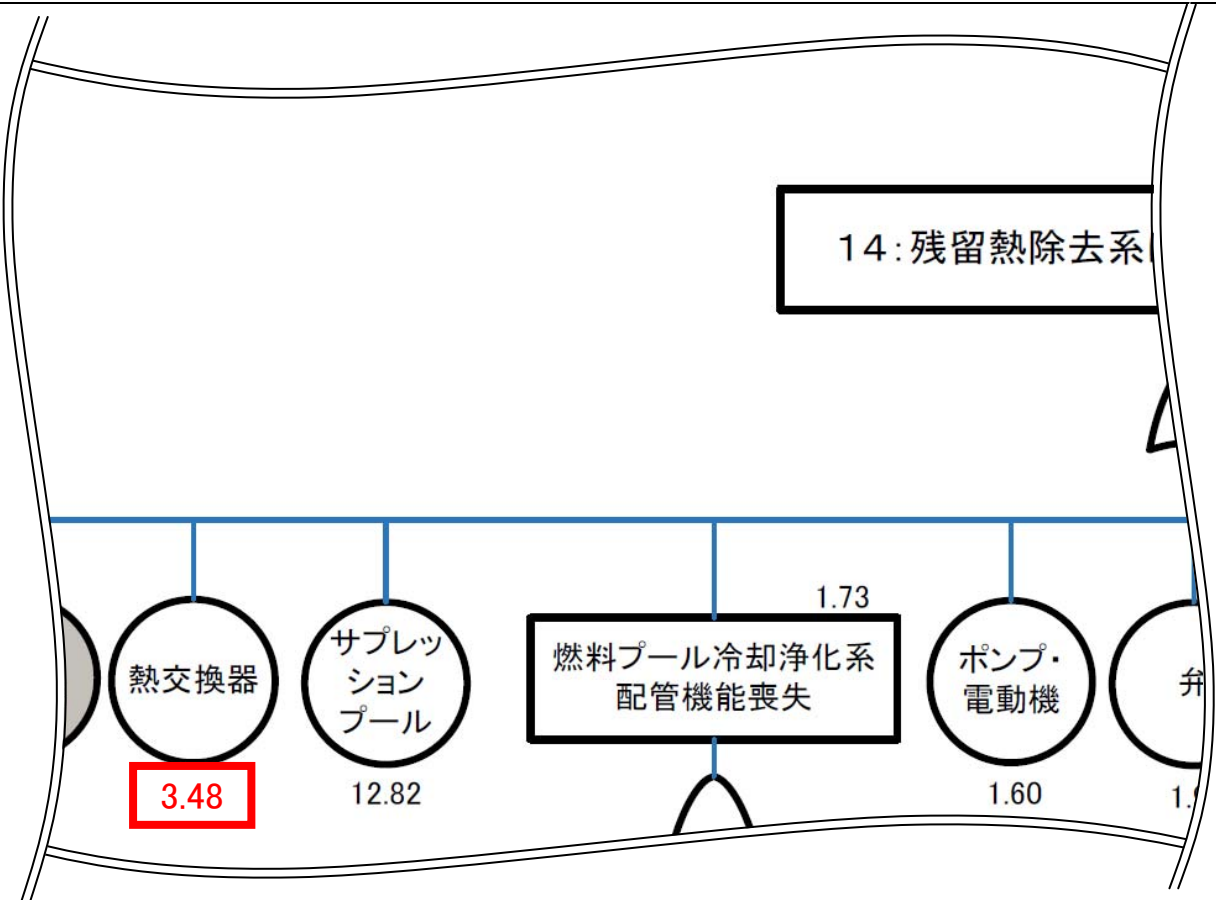 14:残留熱除去系
1.73
熱交換器
サプレッ
ション
プール
燃料プール冷却浄化系
配管機能喪失
ポンプ・
電動機
弁
3.48
12.82
1.60
1.